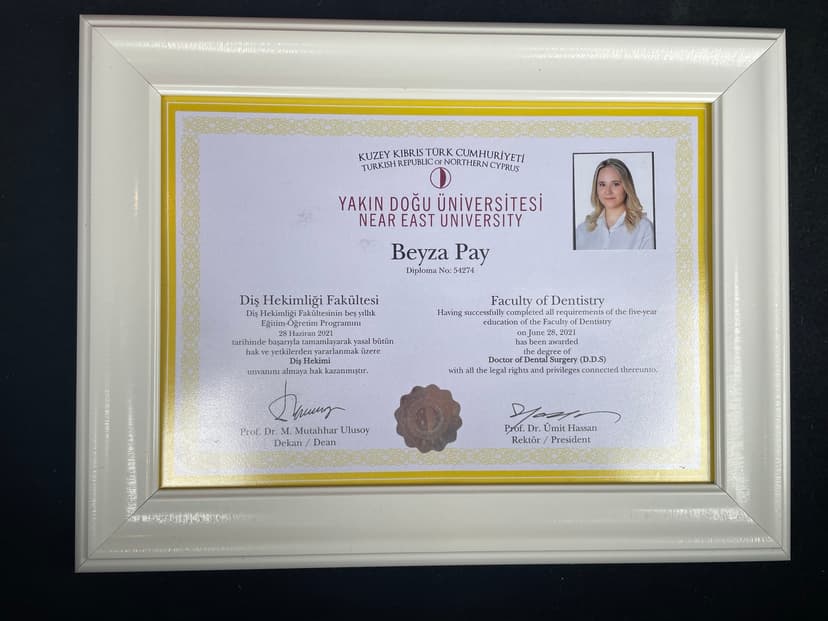 KUZEY KIBRIS TÜRK CUMHURİYETİ
TURKISH REPUBLIC OF NORTHERN CYPRUS
YAKIN DOĞU ÜNİVERSİTESİ
NEAR EAST UNIVERSITY
Beyza Pay
Diploma No: 54274
Diş Hekimliği Fakültesi
Diş Hekimliği Fakültesinin beş yıllık
Eğitim-Öğretim Programını
28 Haziran 2021
tarihinde başarıyla tamamlayarak yasal bütün
hak ve yetkilerden yararlanmak üzere
Diş Hekimi
unvanını almaya hak kazanmıştır.
Prof. Dr. M. Mutahhar Ulusoy
Dekan / Dean
Faculty of Dentistry
Having successfully completed all requirements of the five-year
education of the Faculty of Dentistry
on June 28, 2021
has been awarded
the degree of
Doctor of Dental Surgery (D.D.S)
with all the legal rights and privileges connected thereunto.
Prof. Dr. Ümit Hassan
Rektör / President